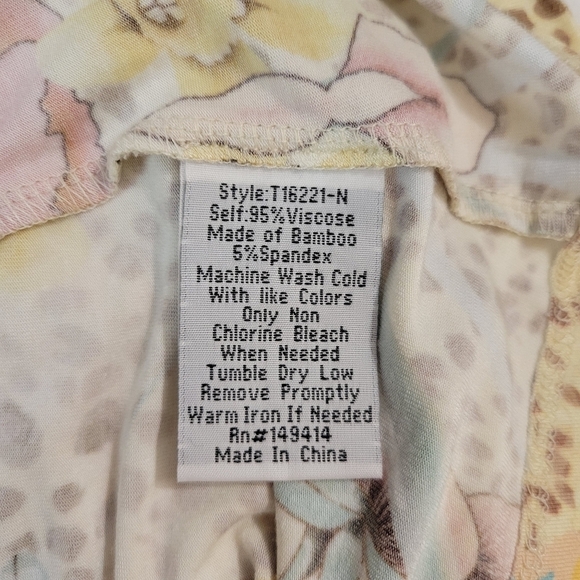 Style:T16221-N
Self:95%Viscose
Made of Bamboo
5%Spandex
Machine Wash Cold
With like Colors
Only Non
Chlorine Bleach
When Needed
Tumble Dry Low
Remove Promptly
Warm Iron If Needed
Rn#149414
Made In China